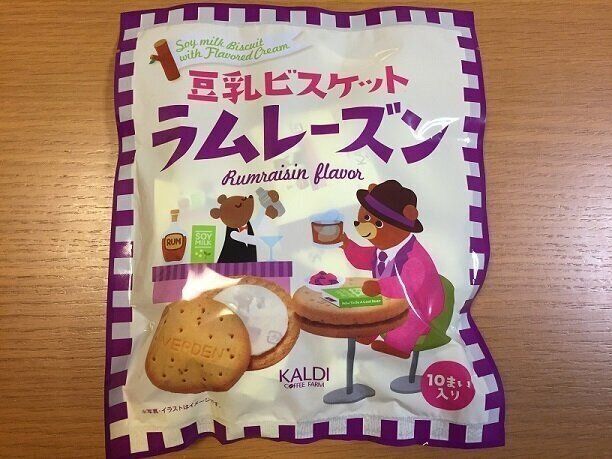 Soy milk Biscuit
with Flavored Cream
豆乳ビスケット
ラムレーズン
Rumraisin flavor
RUM
SOY
MILK
VERDEN
KALDI
COFFEE FARM
10まい
入り